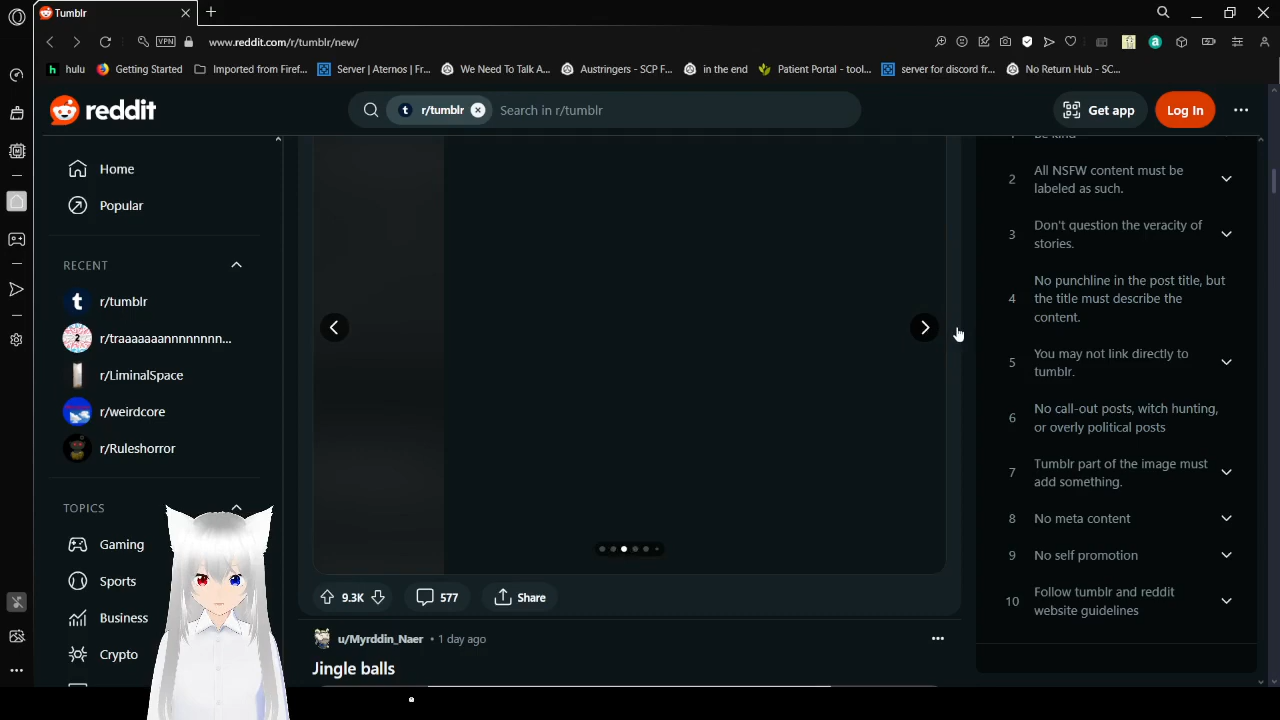 Tumblr
VPN
www.reddit.com/r/tumblr/new/
hulu
Getting Started
Imported from Firef...
Server | Aternos | Fr...
We Need To Talk A...
Austringers - SCP F...
in the end
Patient Portal - tool...
server for discord fr...
No Return Hub - SC...
reddit
r/tumblr
Search in r/tumblr
Get app
Log In
Home
Popular
RECENT
r/tumblr
r/traaaaaaannnnnnnn...
r/LiminalSpace
r/weirdcore
r/Ruleshorror
TOPICS
Gaming
Sports
Business
Crypto
9.3K
577
Share
u/Myrddin_Naer • 1 day ago
Jingle balls
1 Be kind
2 All NSFW content must be
labeled as such.
3 Don't question the veracity of
stories.
4 No punchline in the post title, but
the title must describe the
content.
5 You may not link directly to
tumblr.
6 No call-out posts, witch hunting,
or overly political posts
7 Tumblr part of the image must
add something.
8 No meta content
9 No self promotion
10 Follow tumblr and reddit
website guidelines